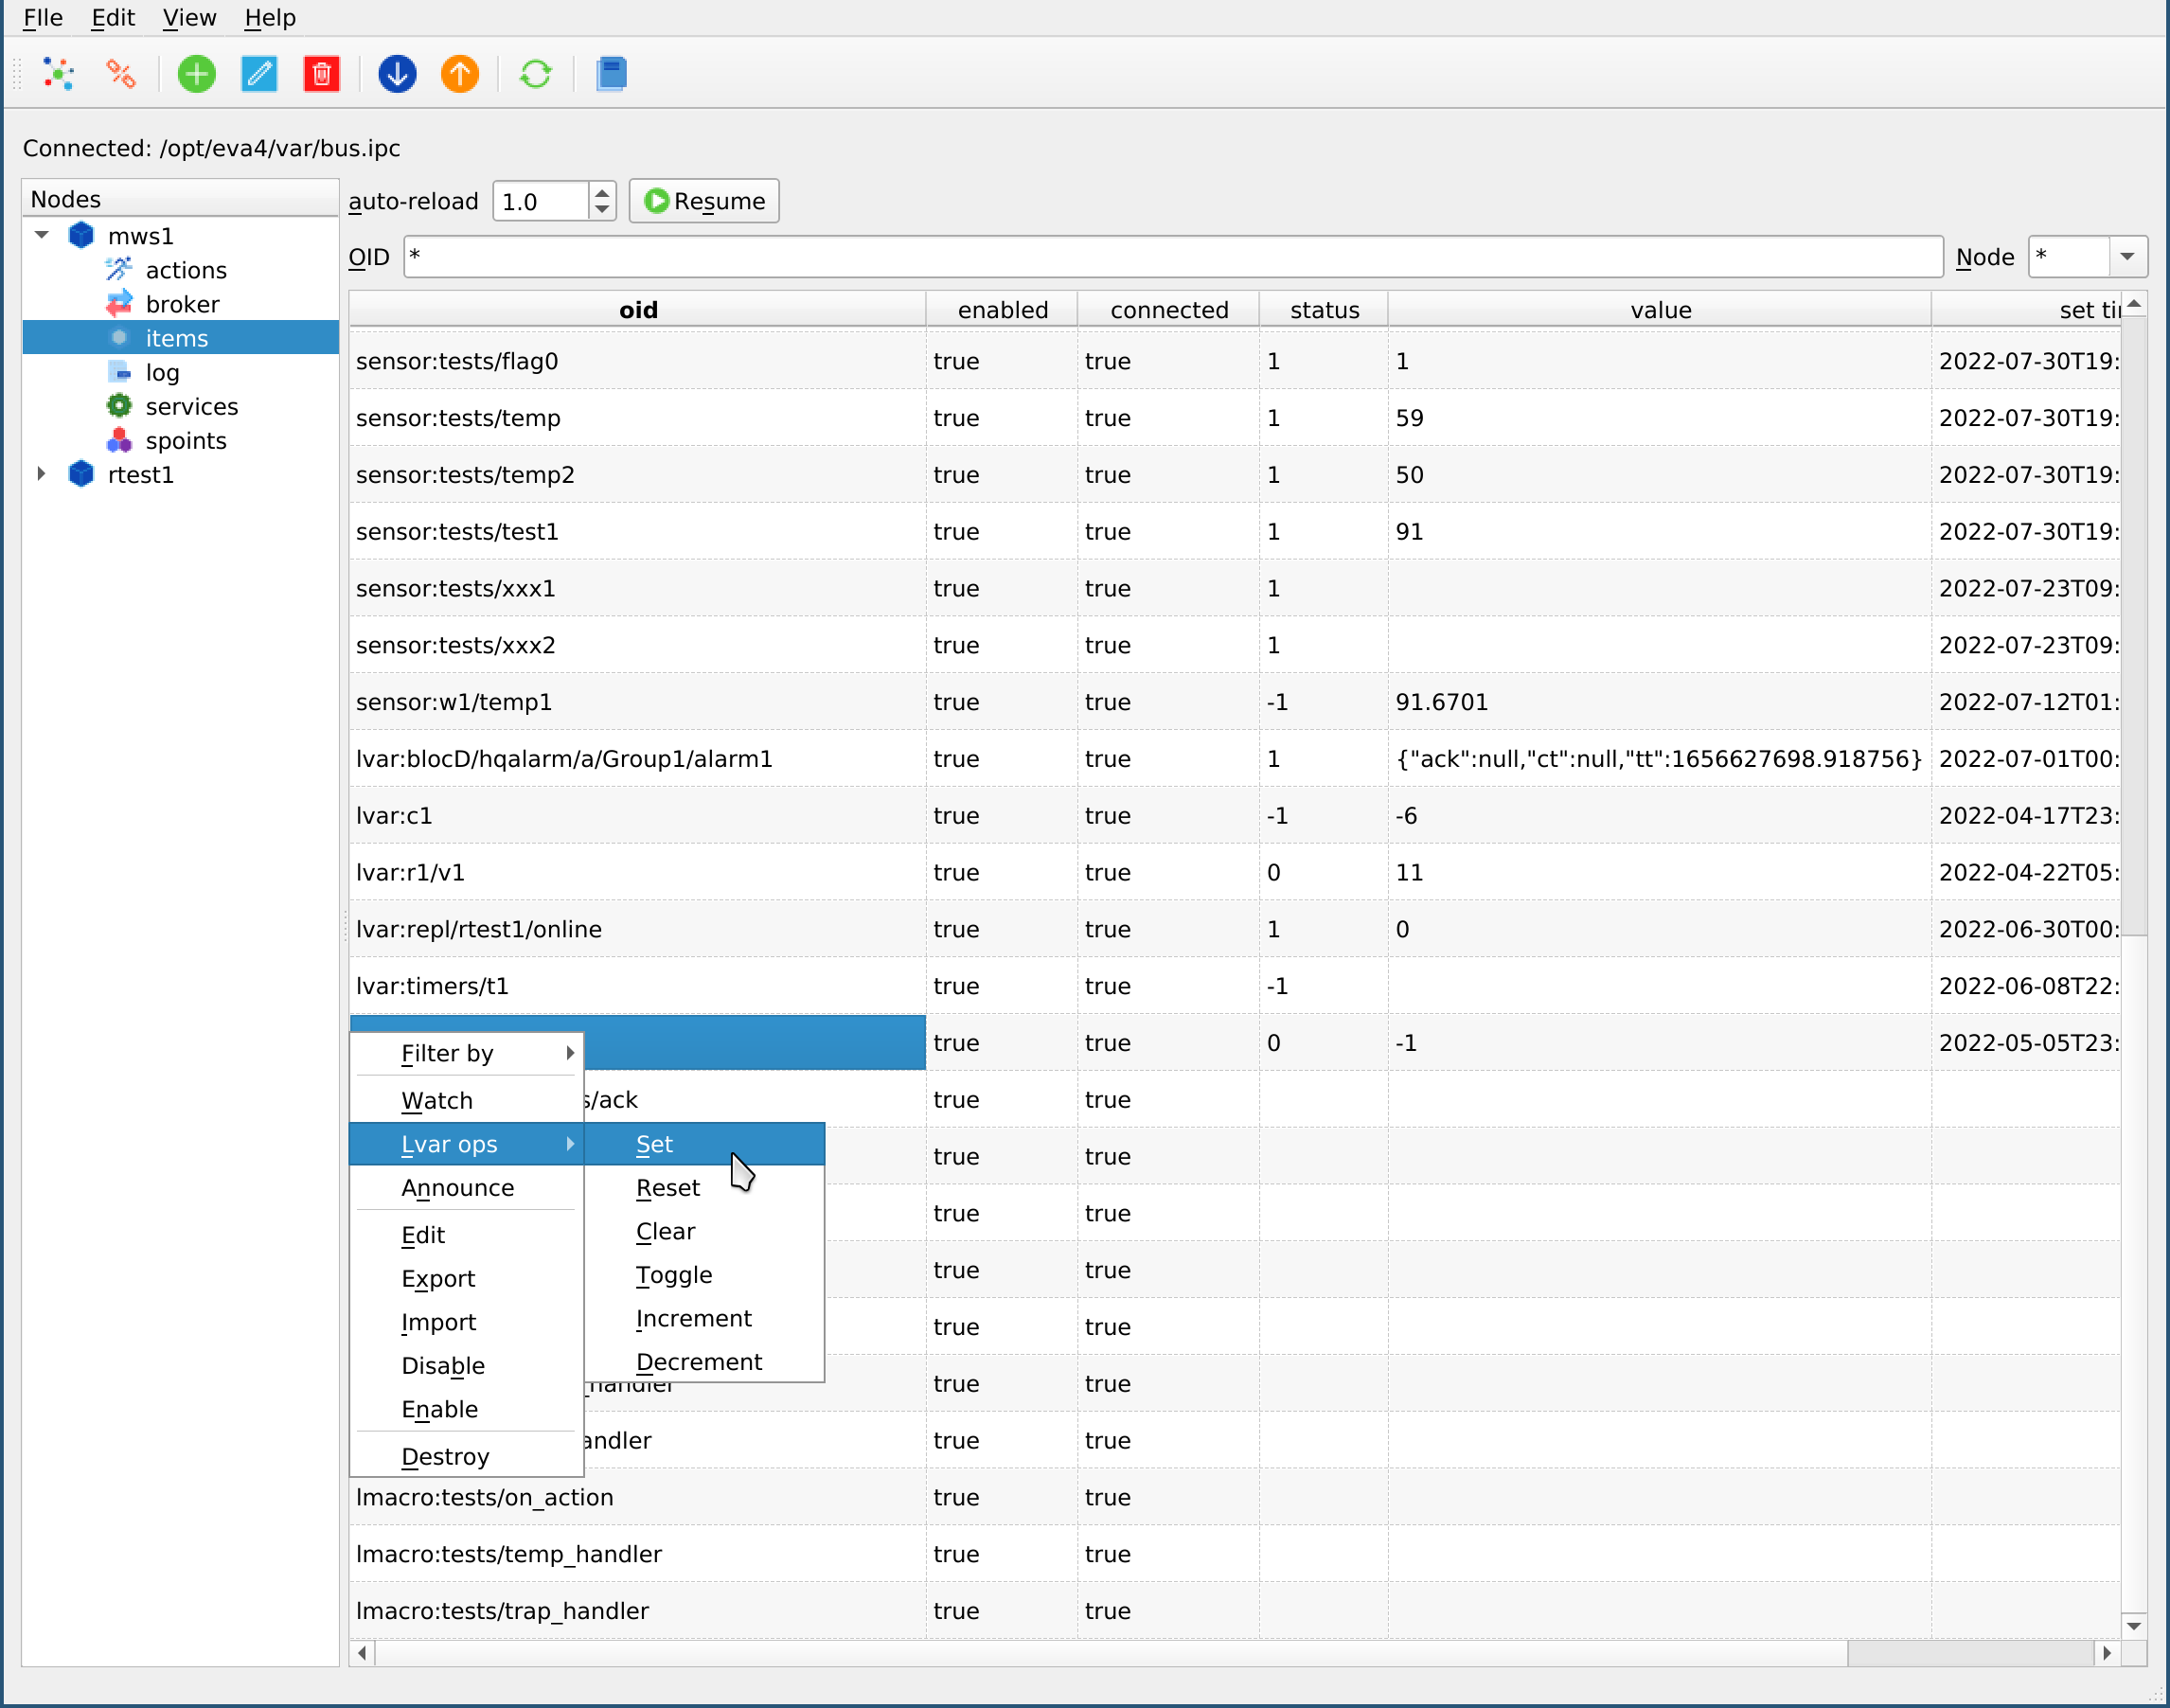 FIle Edit View Help
Connected: /opt/eva4/var/bus.ipc
Nodes
mws1
actions
broker
items
log
services
spoints
rtest1
auto-reload 1.0 Resume
OID * Node *
oid enabled connected status value set
sensor:tests/flag0 true true 1 1 2022-07-30T19:
sensor:tests/temp true true 1 59 2022-07-30T19:
sensor:tests/temp2 true true 1 50 2022-07-30T19:
sensor:tests/test1 true true 1 91 2022-07-30T19:
sensor:tests/xxx1 true true 1 2022-07-23T09:
sensor:tests/xxx2 true true 1 2022-07-23T09:
sensor:w1/temp1 true true -1 91.6701 2022-07-12T01:
lvar:blocD/hqalarm/a/Group1/alarm1 true true 1 {"ack":null,"ct":null,"tt":1656627698.918756} 2022-07-01T00:
lvar:c1 true true -1 -6 2022-04-17T23:
lvar:r1/v1 true true 0 11 2022-04-22T05:
lvar:repl/rtest1/online true true 1 0 2022-06-30T00:
lvar:timers/t1 true true -1 2022-06-08T22:
true true 0 -1 2022-05-05T23:
s/ack true true
true true
true true
true true
true true
_handler true true
andler true true
lmacro:tests/on_action true true
lmacro:tests/temp_handler true true
lmacro:tests/trap_handler true true
Filter by
Watch
Lvar ops
Announce
Edit
Export
Import
Disable
Enable
Destroy
Set
Reset
Clear
Toggle
Increment
Decrement